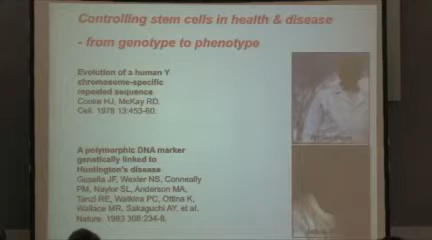 Controlling stem cells in health & disease
- from genotype to phenotype
Evolution of a human Y
chromosome-specific
repeated sequence
Cooke HJ, McKay RD.
Cell. 1978 13:453-60.
A polymorphic DNA marker
genetically linked to
Huntington's disease
Gusella JF, Wexler NS, Conneally
PM, Naylor SL, Anderson MA,
Tanzi RE, Watkins PC, Ottina K,
Wallace MR, Sakaguchi AY, et al.
Nature. 1983 306:234-8.